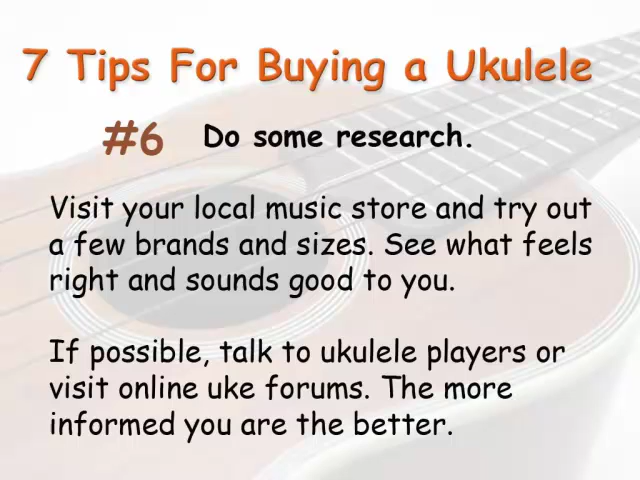 7 Tips For Buying a Ukulele
#6 Do some research.
Visit your local music store and try out
a few brands and sizes. See what feels
right and sounds good to you.
If possible, talk to ukulele players or
visit online uke forums. The more
informed you are the better.